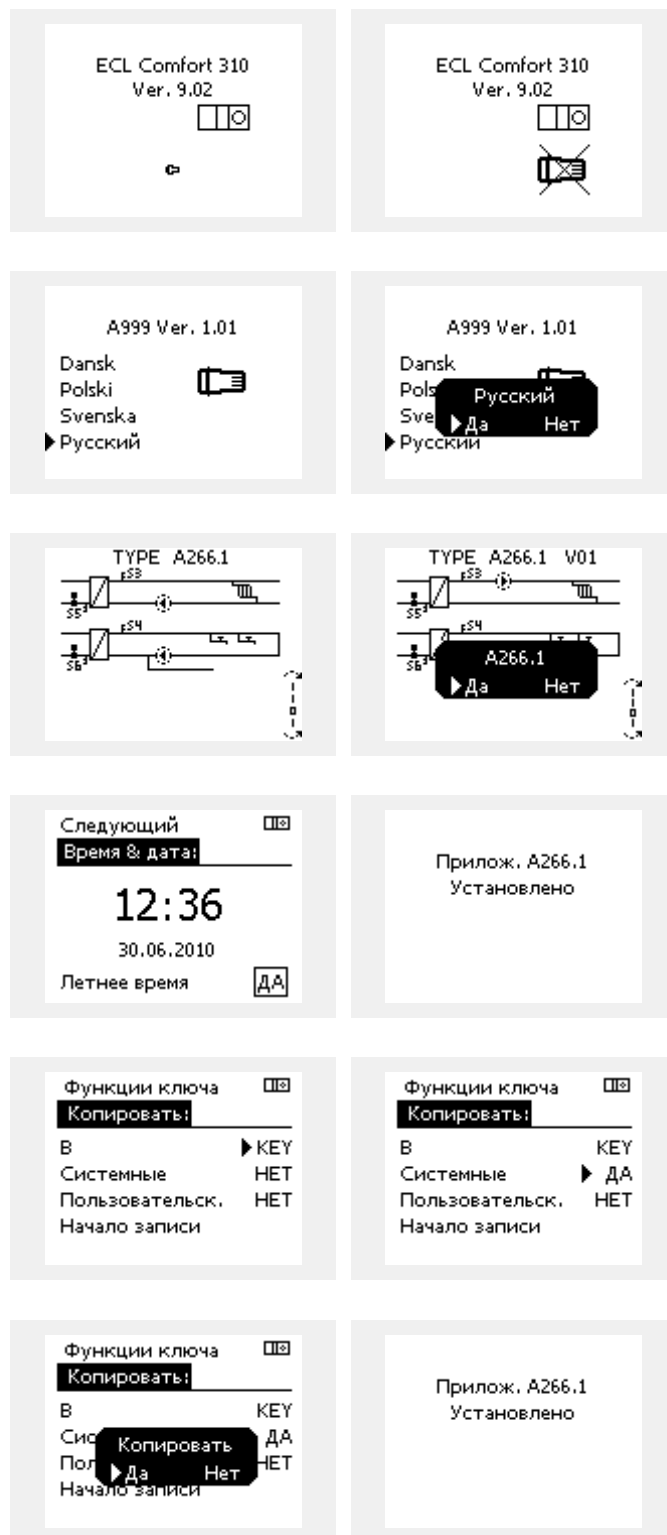 ECL Comfort 310
Ver. 9.02
ECL Comfort 310
Ver. 9.02
A999 Ver. 1.01
Dansk
Polski
Svenska
Русский
A999 Ver. 1.01
Dansk
Русский
Да Нет
Русский
TYPE A266.1
S3
S5
S4
S6
TYPE A266.1 V01
S3
S5
S4
S6
A266.1
Да Нет
Следующий
Время & дата:
12:36
30.06.2010
Летнее время ДА
Прилож. A266.1
Установлено
Функции ключа
Копировать:
В KEY
Системные НЕТ
Пользовательск. НЕТ
Начало записи
Функции ключа
Копировать:
В KEY
Системные ДА
Пользовательск. НЕТ
Начало записи
Функции ключа
Копировать:
В KEY
ДА
Копировать
Да Нет
Начало записи
Прилож. A266.1
Установлено